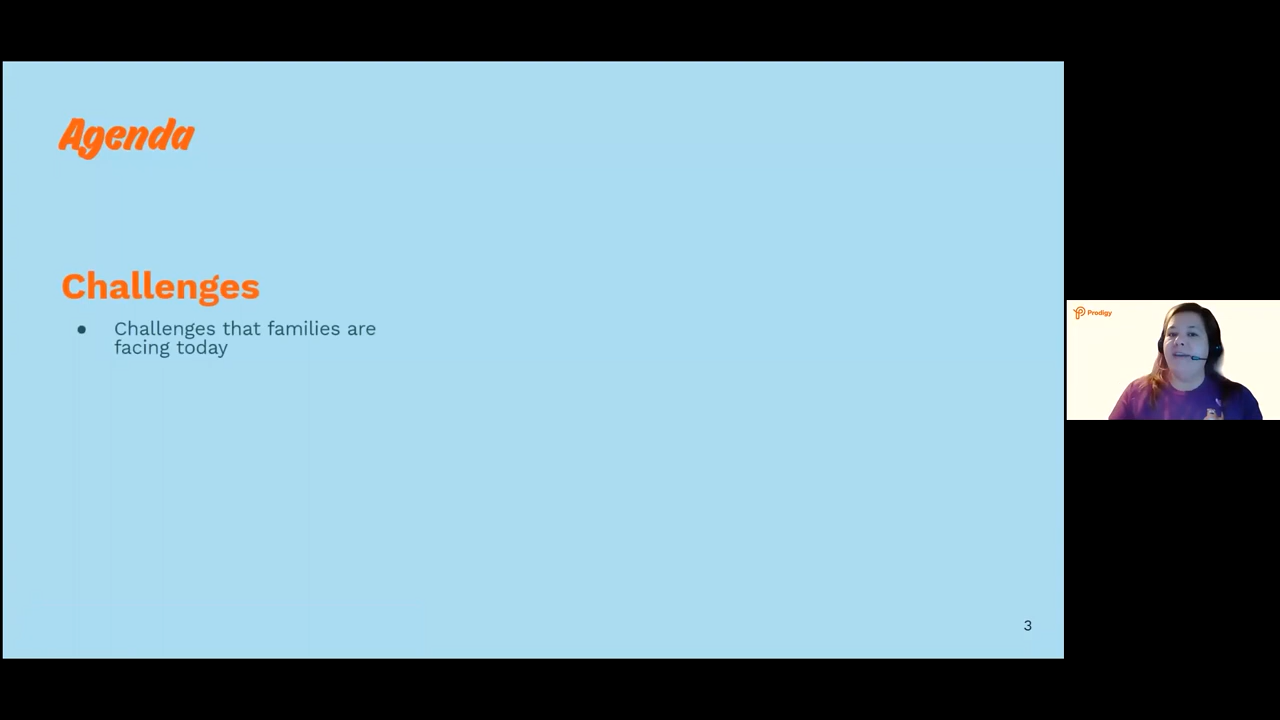 Agenda
Challenges
● Challenges that families are
facing today
3
Prodigy